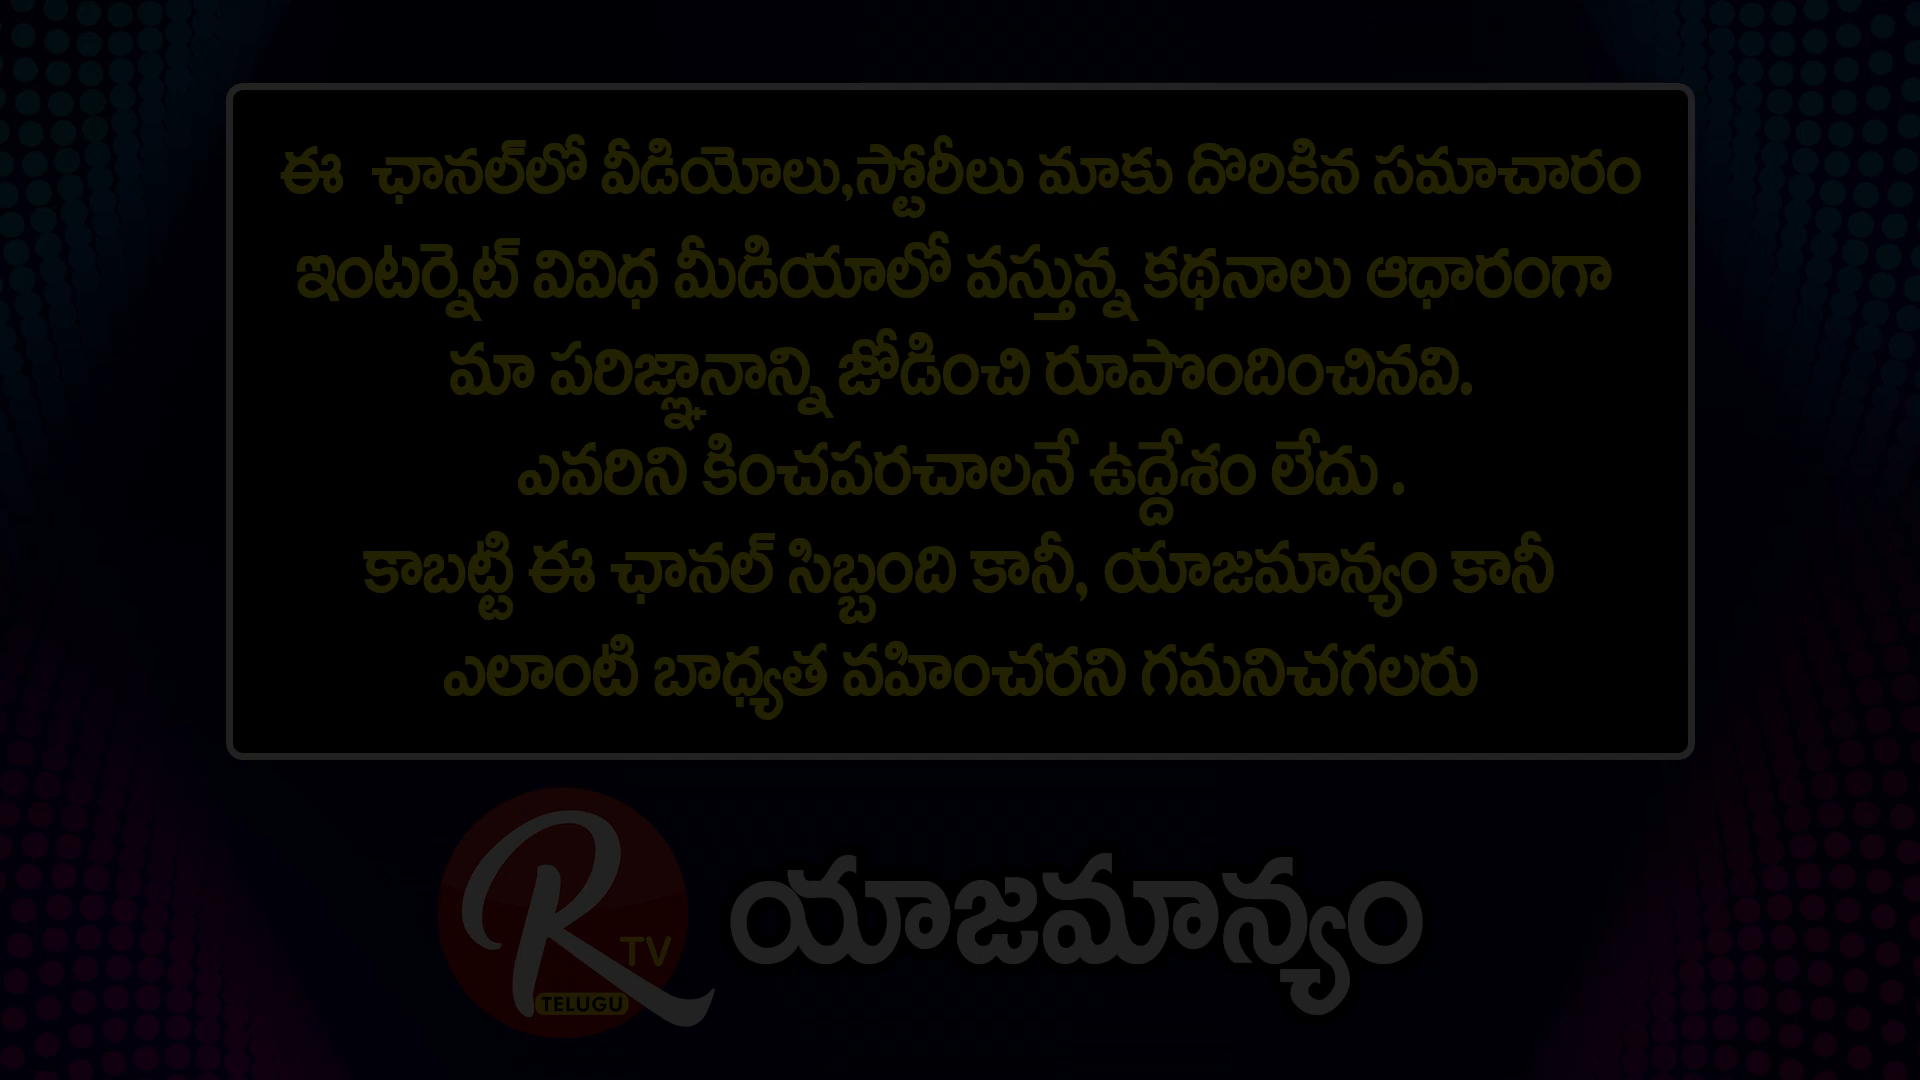 ఈ ఛానల్‌లో వీడియోలు,స్టోరీలు మాకు దొరికిన సమాచారం
ఇంటర్నెట్ వివిధ మీడియాలో వస్తున్న కథనాలు ఆధారంగా
మా పరిజ్ఞానాన్ని జోడించి రూపొందించినవి.
ఎవరిని కించపరచాలనే ఉద్దేశం లేదు .
కాబట్టి ఈ ఛానల్ సిబ్బంది కానీ, యాజమాన్యం కానీ
ఎలాంటి బాధ్యత వహించరని గమనిచగలరు
R TV
TELUGU
యాజమాన్యం